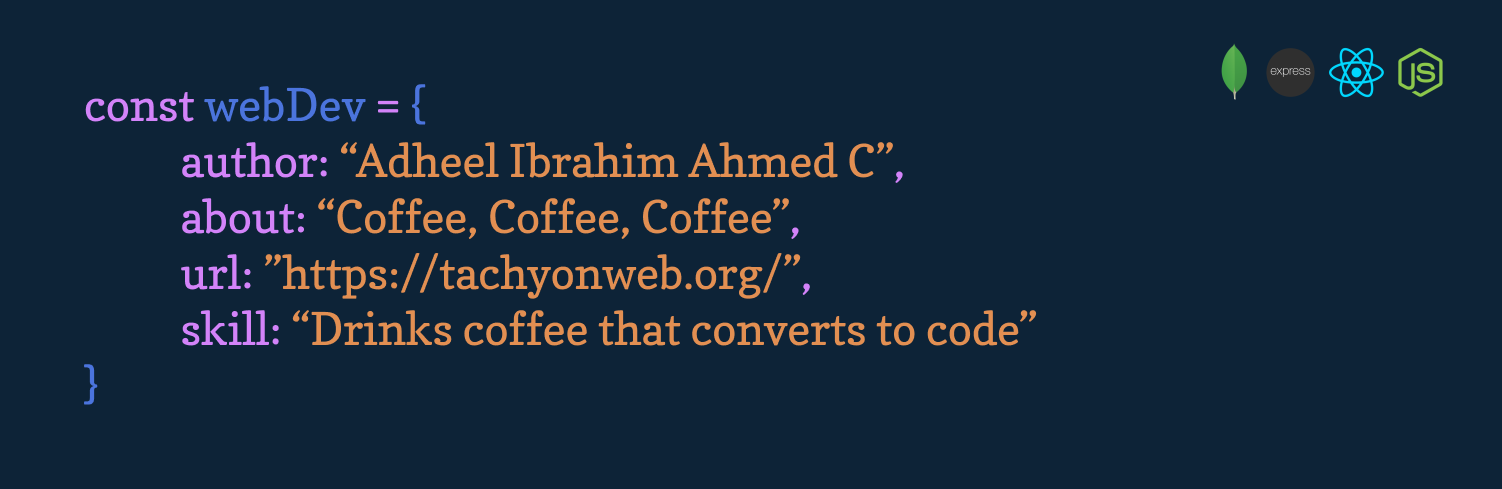 express
JS
const webDev = {
author: “Adheel Ibrahim Ahmed C”,
about: “Coffee, Coffee, Coffee”,
url: ”https://tachyonweb.org/”,
skill: “Drinks coffee that converts to code”
}